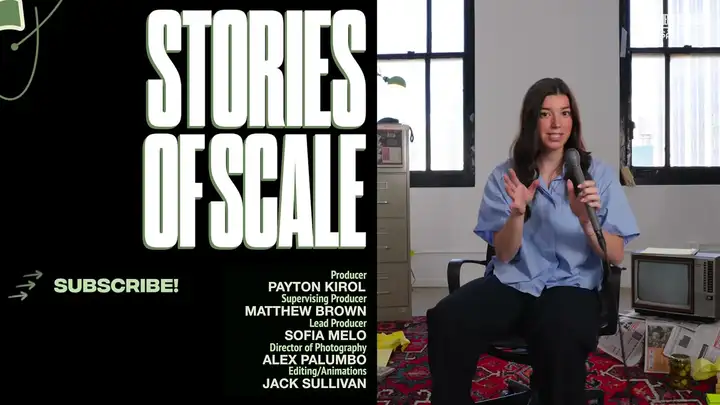 STORIES
OF SCALE
SUBSCRIBE!
Producer
PAYTON KIROL
Supervising Producer
MATTHEW BROWN
Lead Producer
SOFIA MELO
Director of Photography
ALEX PALUMBO
Editing/Animations
JACK SULLIVAN